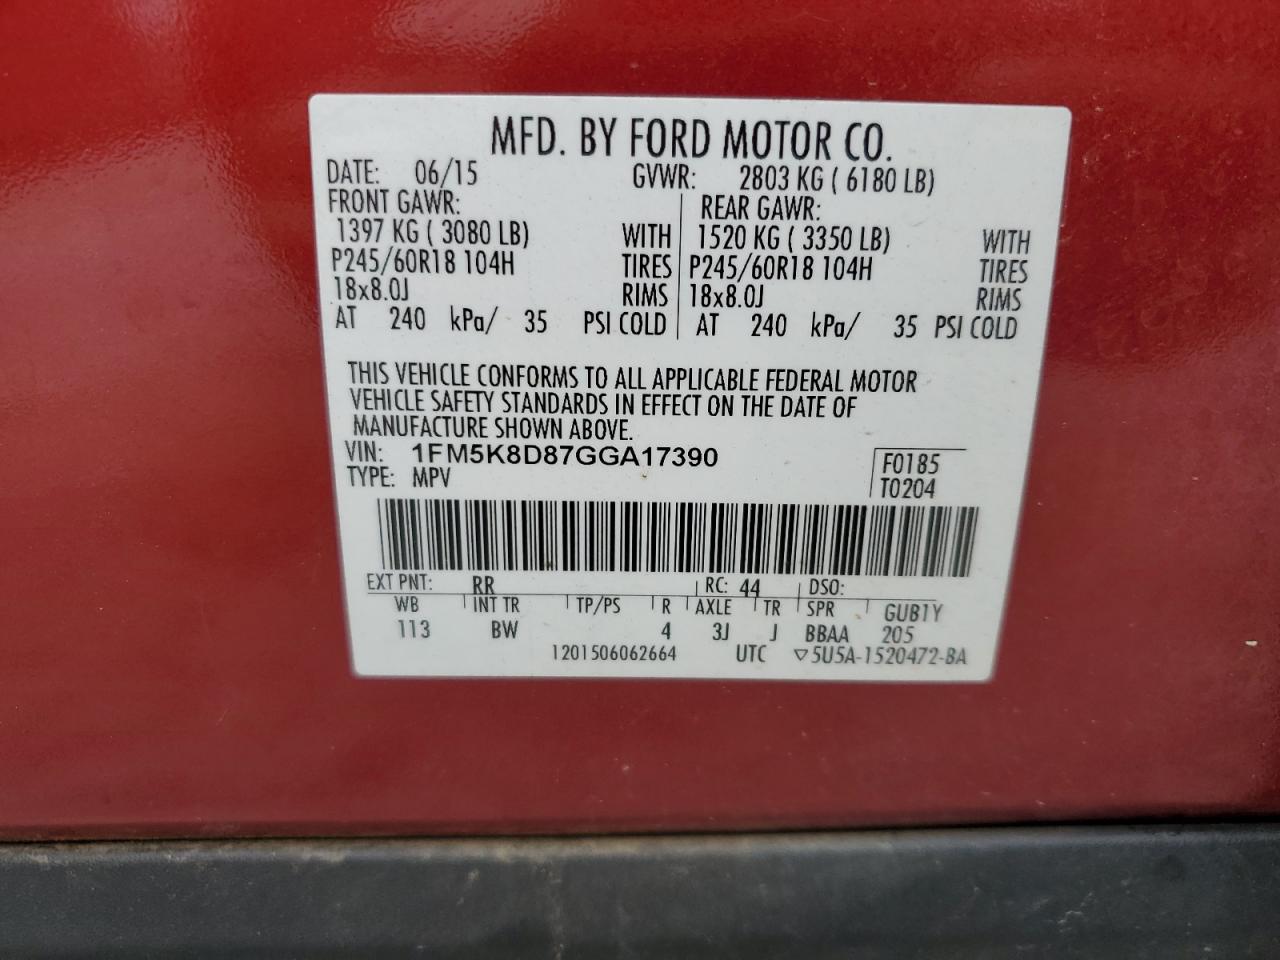 MFD. BY FORD MOTOR CO.
DATE: 06/15 GVWR: 2803 KG ( 6180 LB)
FRONT GAWR: REAR GAWR:
1397 KG ( 3080 LB) WITH 1520 KG ( 3350 LB) WITH
P245/60R18 104H TIRES P245/60R18 104H TIRES
18x8.0J RIMS 18x8.0J RIMS
AT 240 kPa/ 35 PSI COLD AT 240 kPa/ 35 PSI COLD
THIS VEHICLE CONFORMS TO ALL APPLICABLE FEDERAL MOTOR
VEHICLE SAFETY STANDARDS IN EFFECT ON THE DATE OF
MANUFACTURE SHOWN ABOVE.
VIN: 1FM5K8D87GGA17390 F0185
TYPE: MPV T0204
EXT PNT: RR RC: 44 DSO:
WB INT TR TP/PS R AXLE TR SPR GUB1Y
113 BW 4 3J J BBAA 205
1201506062664 UTC ▽5U5A-1520472-BA